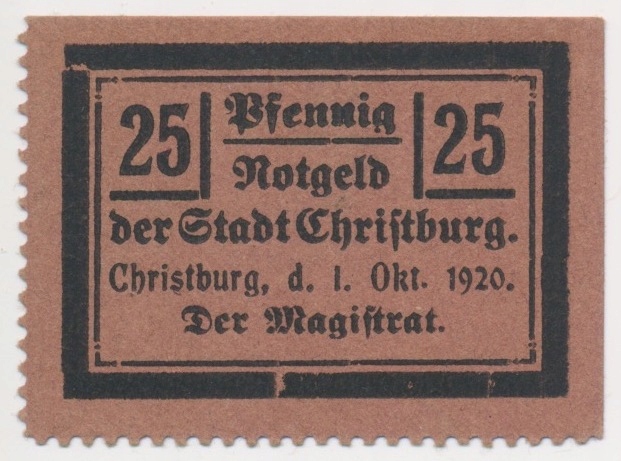 25 Pfennig 25
Notgeld
der Stadt Chriſtburg.
Christburg, d. 1. Okt. 1920.
Der Magiſtrat.